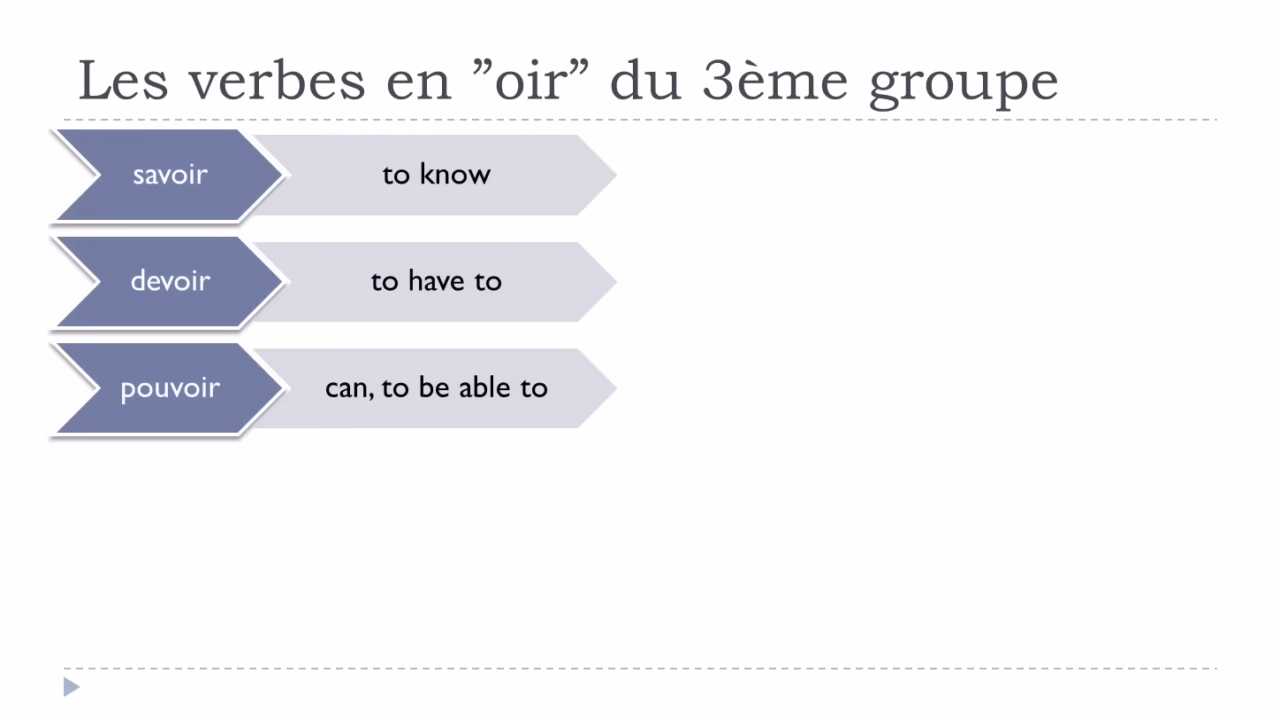 Les verbes en ”oir” du 3ème groupe
savoir to know
devoir to have to
pouvoir can, to be able to